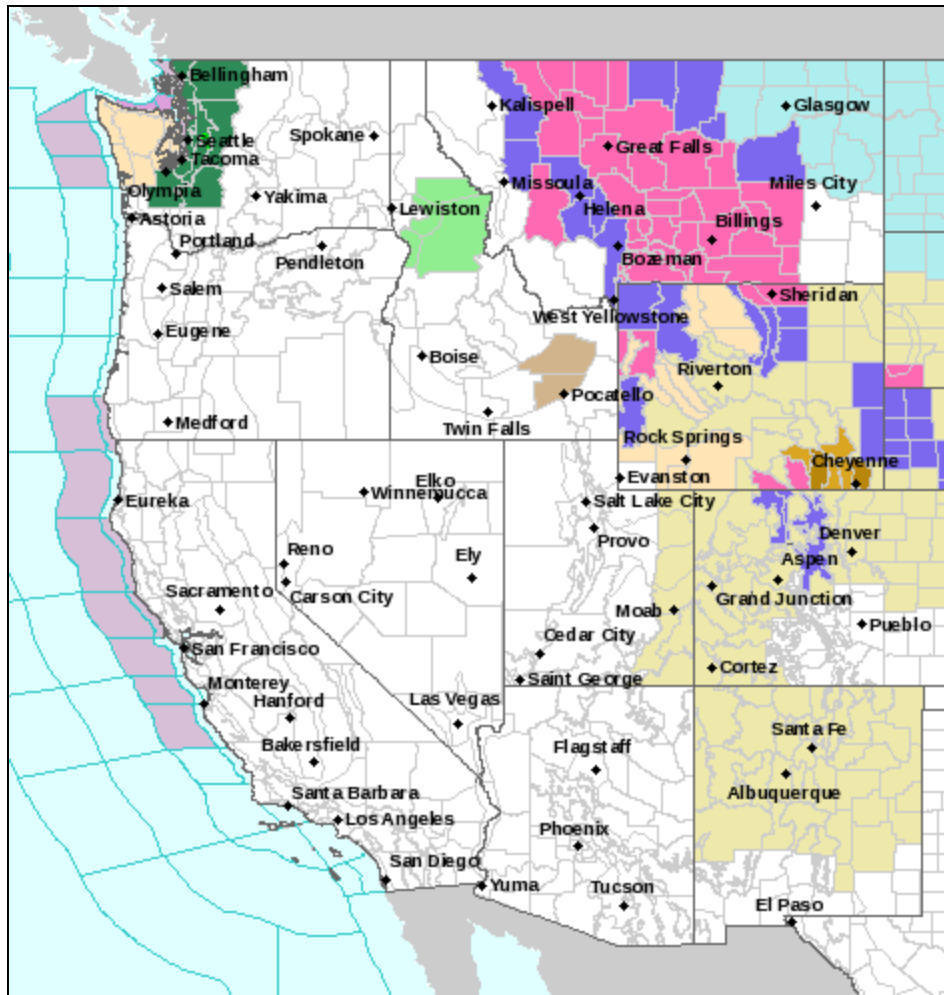 Bellingham
Kalispell
Glasgow
Seattle
Spokane
Great Falls
Tacoma
Olympia
Missoula
Miles City
Yakima
Lewiston
Helena
Astoria
Billings
Portland
Pendleton
Bozeman
Salem
Sheridan
West Yellowstone
Eugene
Boise
Riverton
Pocatello
Medford
Twin Falls
Rock Springs
Cheyenne
Evanston
Elko
Winnemucca
Eureka
Salt Lake City
Denver
Provo
Reno
Ely
Aspen
Sacramento
Carson City
Grand Junction
Moab
Pueblo
Cedar City
San Francisco
Cortez
Saint George
Monterey
Hanford
Las Vegas
Santa Fe
Bakersfield
Flagstaff
Albuquerque
Santa Barbara
Los Angeles
Phoenix
San Diego
Yuma
Tucson
El Paso